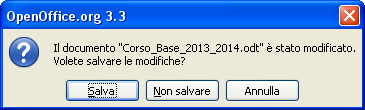 OpenOffice.org 3.3
Il documento "Corso_Base_2013_2014.odt" è stato modificato.
Volete salvare le modifiche?
Salva Non salvare Annulla